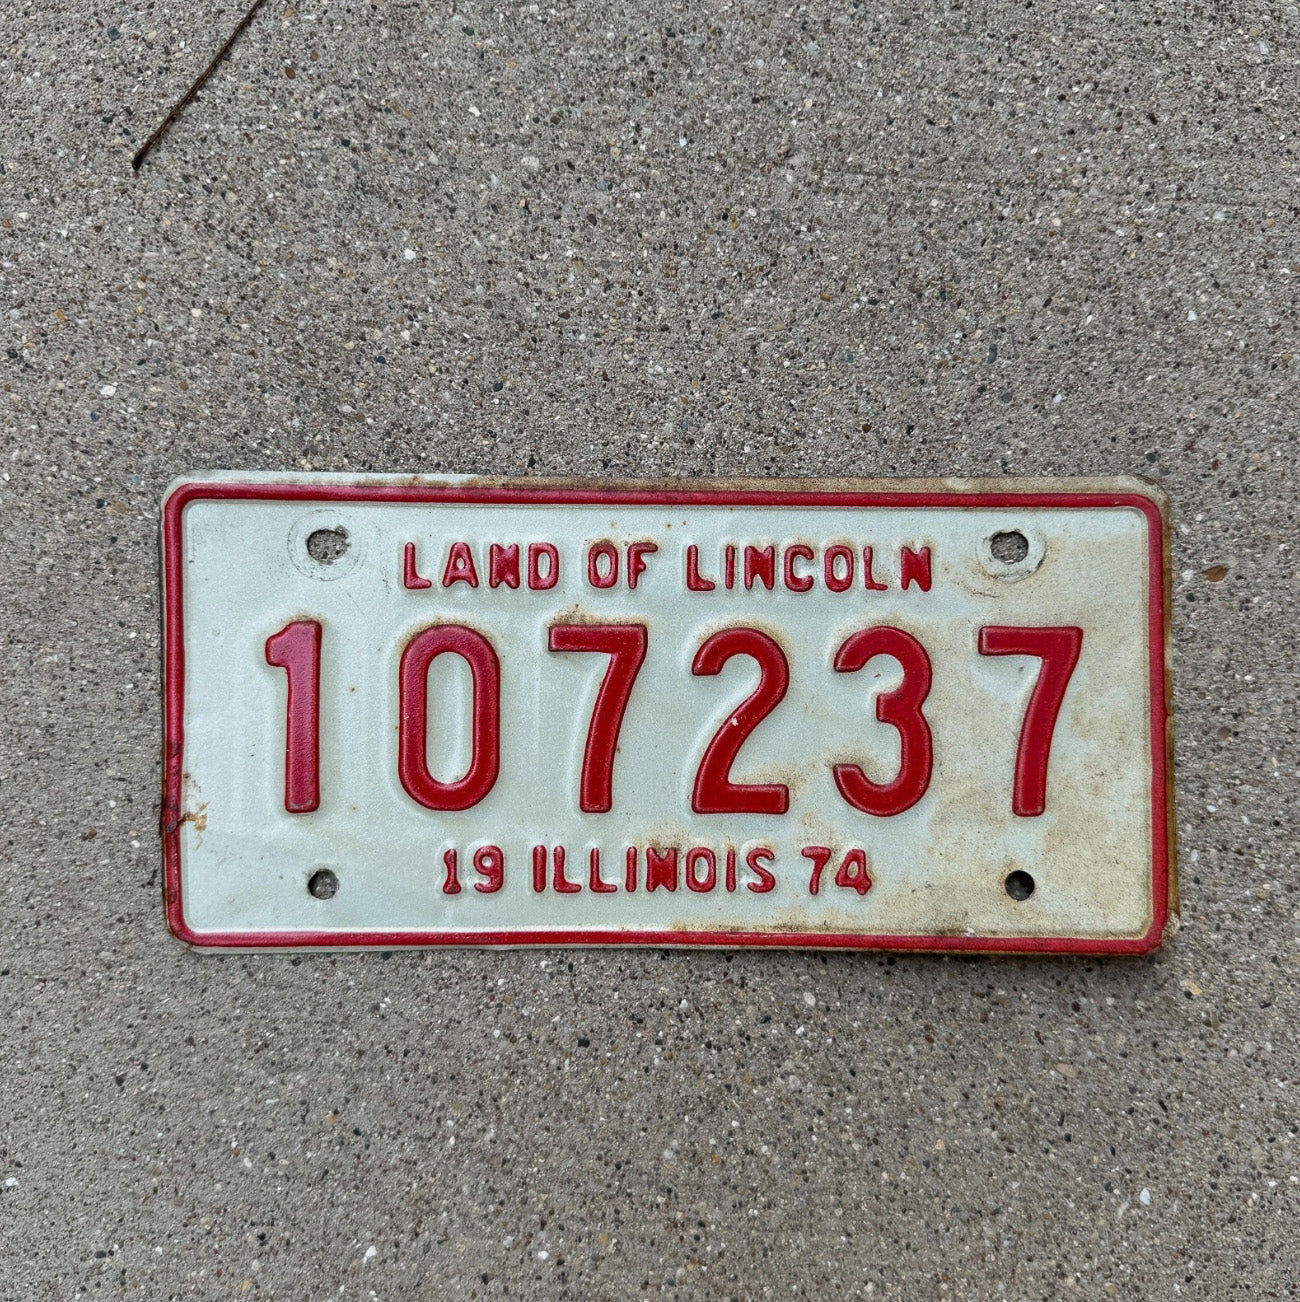 LAND OF LINCOLN
107237
19 ILLINOIS 74